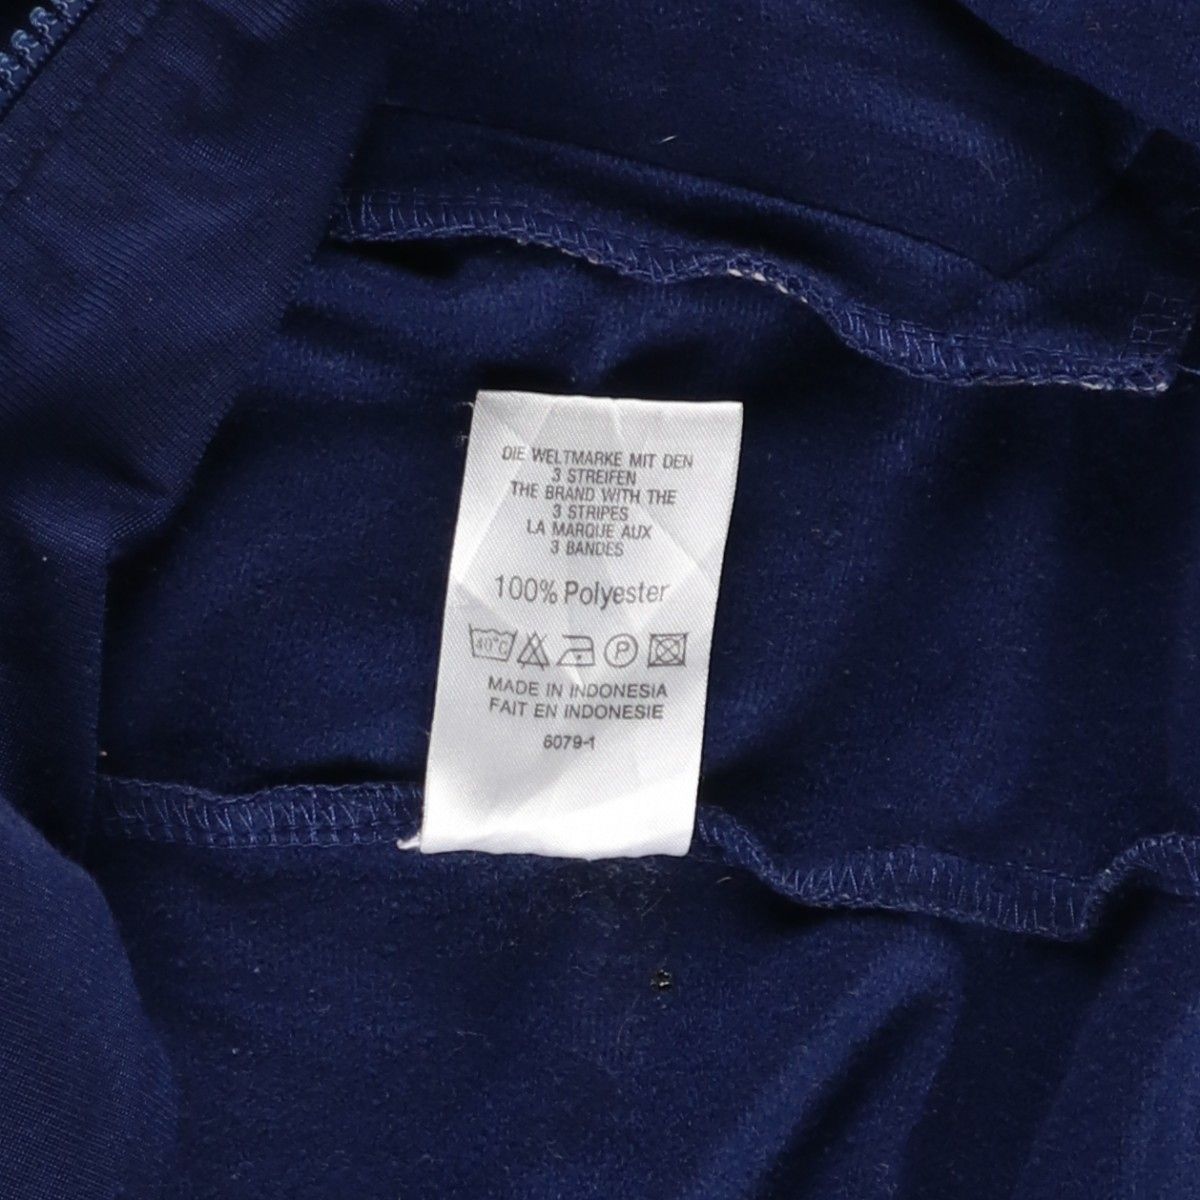 DIE WELTMARKE MIT DEN
3 STREIFEN
THE BRAND WITH THE
3 STRIPES
LA MARQUE AUX
3 BANDES
100% Polyester
40°C P
MADE IN INDONESIA
FAIT EN INDONESIE
6079-1